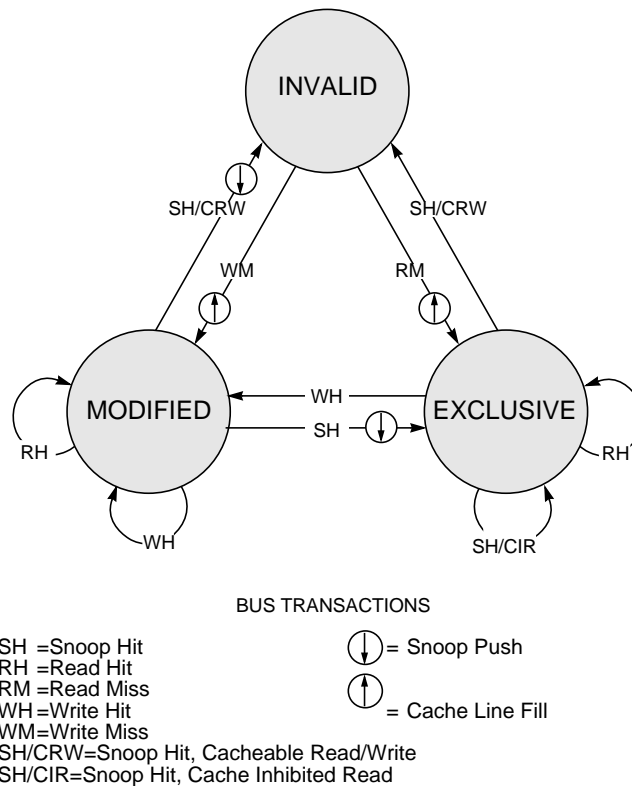 INVALID
SH/CRW
SH/CRW
WM
RM
MODIFIED
WH
EXCLUSIVE
SH
RH
RH
WH
SH/CIR
BUS TRANSACTIONS
SH =Snoop Hit
RH =Read Hit
RM =Read Miss
WH =Write Hit
WM=Write Miss
SH/CRW=Snoop Hit, Cacheable Read/Write
SH/CIR=Snoop Hit, Cache Inhibited Read
= Snoop Push
= Cache Line Fill